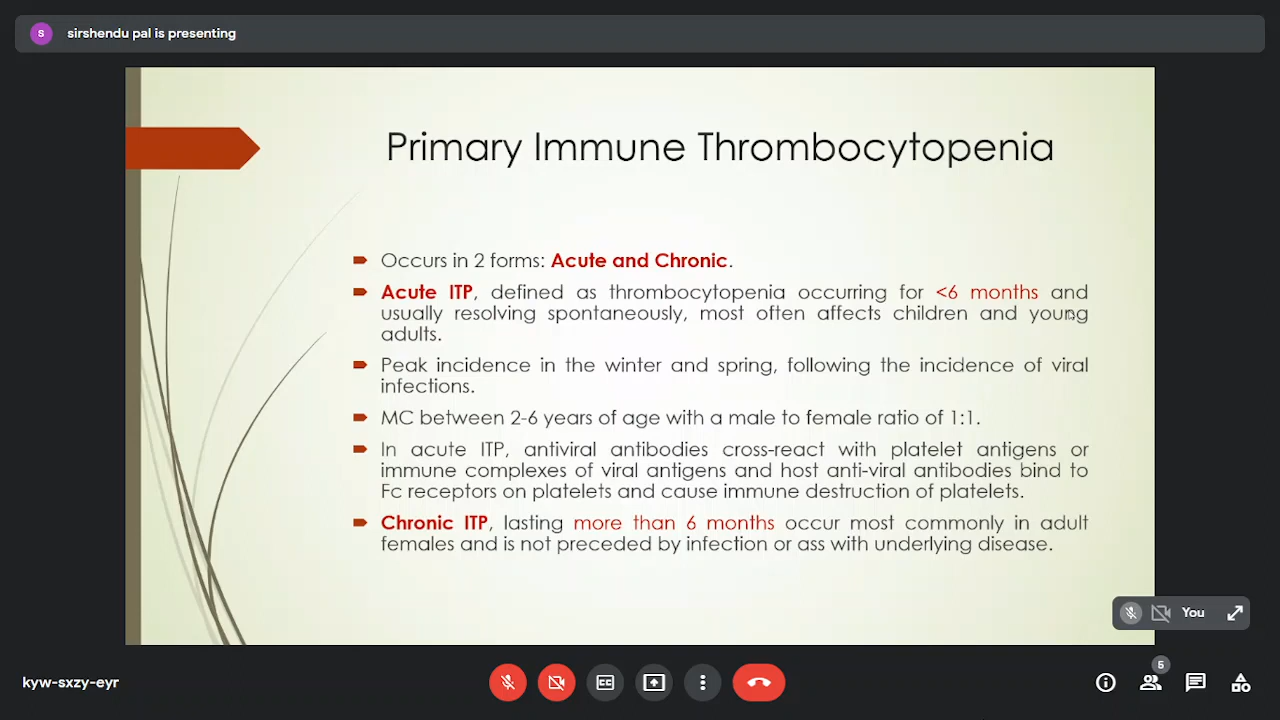 S sirshendu pal is presenting
Primary Immune Thrombocytopenia
Occurs in 2 forms: Acute and Chronic.
Acute ITP, defined as thrombocytopenia occurring for <6 months and
usually resolving spontaneously, most often affects children and young
adults.
Peak incidence in the winter and spring, following the incidence of viral
infections.
MC between 2-6 years of age with a male to female ratio of 1:1.
In acute ITP, antiviral antibodies cross-react with platelet antigens or
immune complexes of viral antigens and host anti-viral antibodies bind to
Fc receptors on platelets and cause immune destruction of platelets.
Chronic ITP, lasting more than 6 months occur most commonly in adult
females and is not preceded by infection or ass with underlying disease.
You
kyw-sxzy-eyr
CC
5